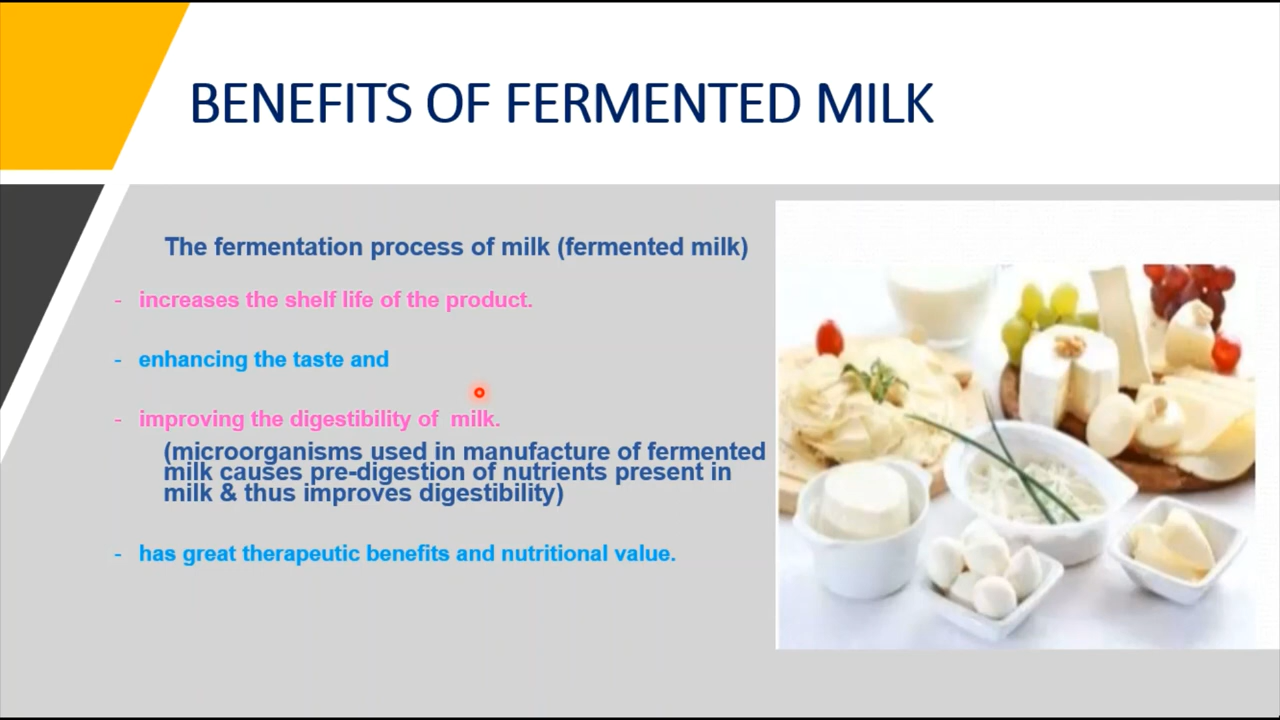 BENEFITS OF FERMENTED MILK
The fermentation process of milk (fermented milk)
- increases the shelf life of the product.
- enhancing the taste and
- improving the digestibility of milk.
(microorganisms used in manufacture of fermented
milk causes pre-digestion of nutrients present in
milk & thus improves digestibility)
- has great therapeutic benefits and nutritional value.